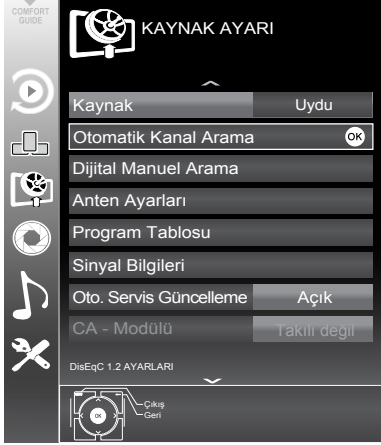 COMFORT
GUIDE
KAYNAK AYARI
Kaynak Uydu
Otomatik Kanal Arama OK
Dijital Manuel Arama
Anten Ayarları
Program Tablosu
Sinyal Bilgileri
Oto. Servis Güncelleme Açık
CA - Modülü Takılı değil
DisEqC 1.2 AYARLARI
OK
Çıkış
Geri